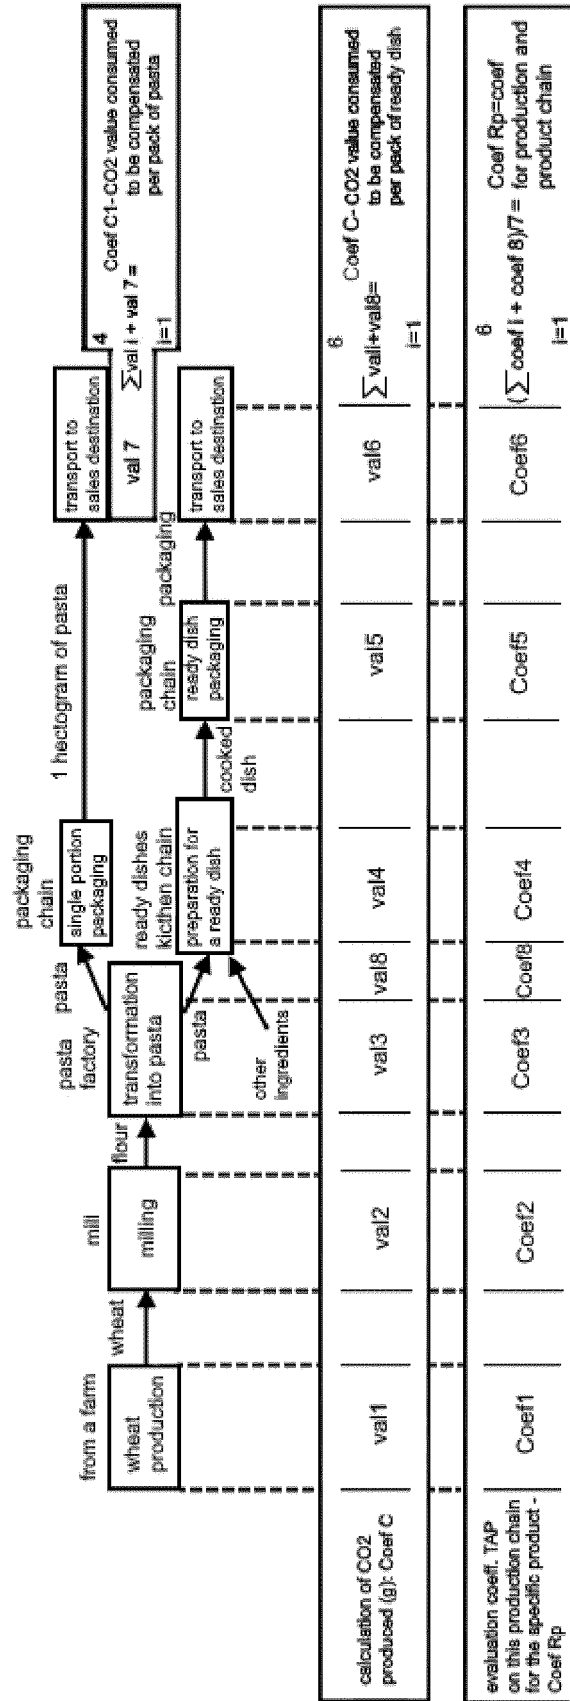 from a farm
wheat
production
wheat
mill
milling
flour
pasta
factory
transformation
into pasta
pasta
pasta
other
ingredients
packaging
chain
single portion
packaging
1 hectogram of pasta
transport to
sales destination
ready dishes
kicthen chain
preparation for
a ready dish
cooked
dish
packaging
chain
ready dish
packaging
packaging
transport to
sales destination
val 7
4
∑val i + val 7 =
i=1
Coef C1- CO2 value consumed
to be compensated
per pack of pasta
calculation of CO2
produced (g): Coef C
val1
val2
val3
val8
val4
val5
val6
6
∑vali+val8=
i=1
Coef C- CO2 value consumed
to be compensated
per pack of ready dish
evaluation coeff. TAP
on this production chain
for the specific product -
Coef Rp
Coef1
Coef2
Coef3
Coef8
Coef4
Coef5
Coef6
6
(∑coef i + coef 8)/7 =
i=1
Coef Rp=coef
for production and
product chain